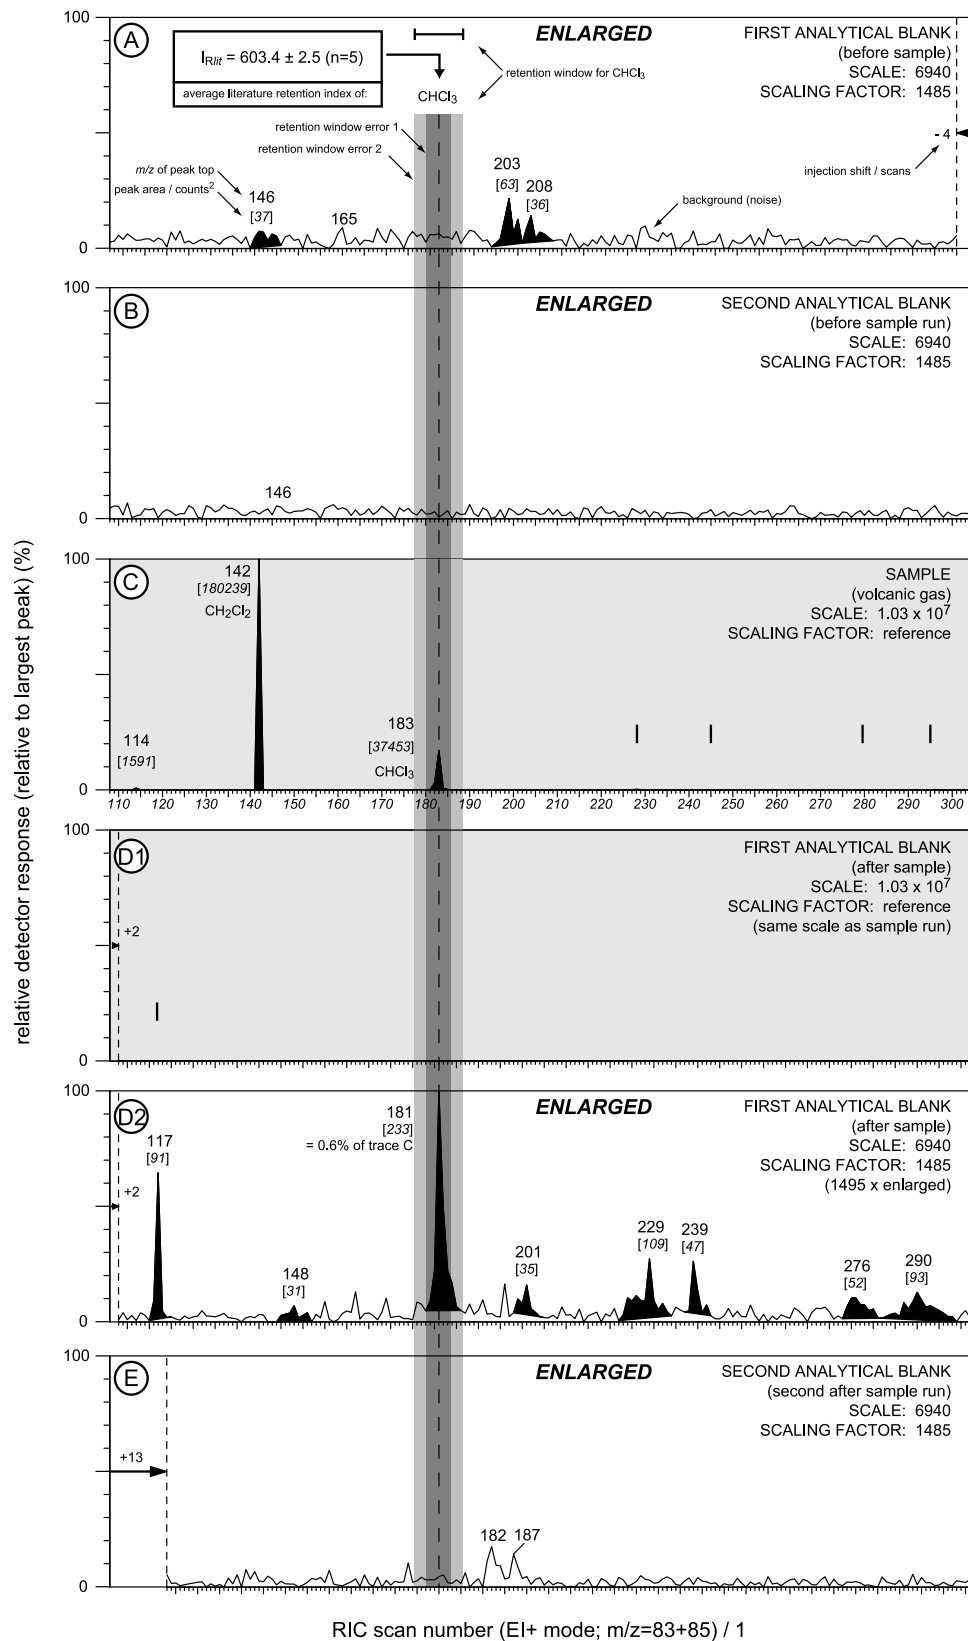 100
A
I_Rlit = 603.4 ± 2.5 (n=5)
average literature retention index of:
ENLARGED
FIRST ANALYTICAL BLANK
(before sample)
SCALE: 6940
SCALING FACTOR: 1485
retention window for CHCl₃
CHCl₃
retention window error 1
retention window error 2
- 4
injection shift / scans
m/z of peak top
peak area / counts²
146
[37]
165
203
[63]
208
[36]
background (noise)
0
100
B
ENLARGED
SECOND ANALYTICAL BLANK
(before sample run)
SCALE: 6940
SCALING FACTOR: 1485
146
0
100
C
142
[180239]
CH₂Cl₂
SAMPLE
(volcanic gas)
SCALE: 1.03 x 10⁷
SCALING FACTOR: reference
114
[1591]
183
[37453]
CHCl₃
0
110 120 130 140 150 160 170 180 190 200 210 220 230 240 250 260 270 280 290 300
relative detector response (relative to largest peak) (%)
100
D1
FIRST ANALYTICAL BLANK
(after sample)
SCALE: 1.03 x 10⁷
SCALING FACTOR: reference
(same scale as sample run)
+2
0
100
D2
ENLARGED
FIRST ANALYTICAL BLANK
(after sample)
SCALE: 6940
SCALING FACTOR: 1485
(1495 x enlarged)
181
[233]
= 0.6% of trace C
117
[91]
+2
148
[31]
201
[35]
229
[109]
239
[47]
276
[52]
290
[93]
0
100
E
ENLARGED
SECOND ANALYTICAL BLANK
(second after sample run)
SCALE: 6940
SCALING FACTOR: 1485
+13
182
187
0
RIC scan number (EI+ mode; m/z=83+85) / 1